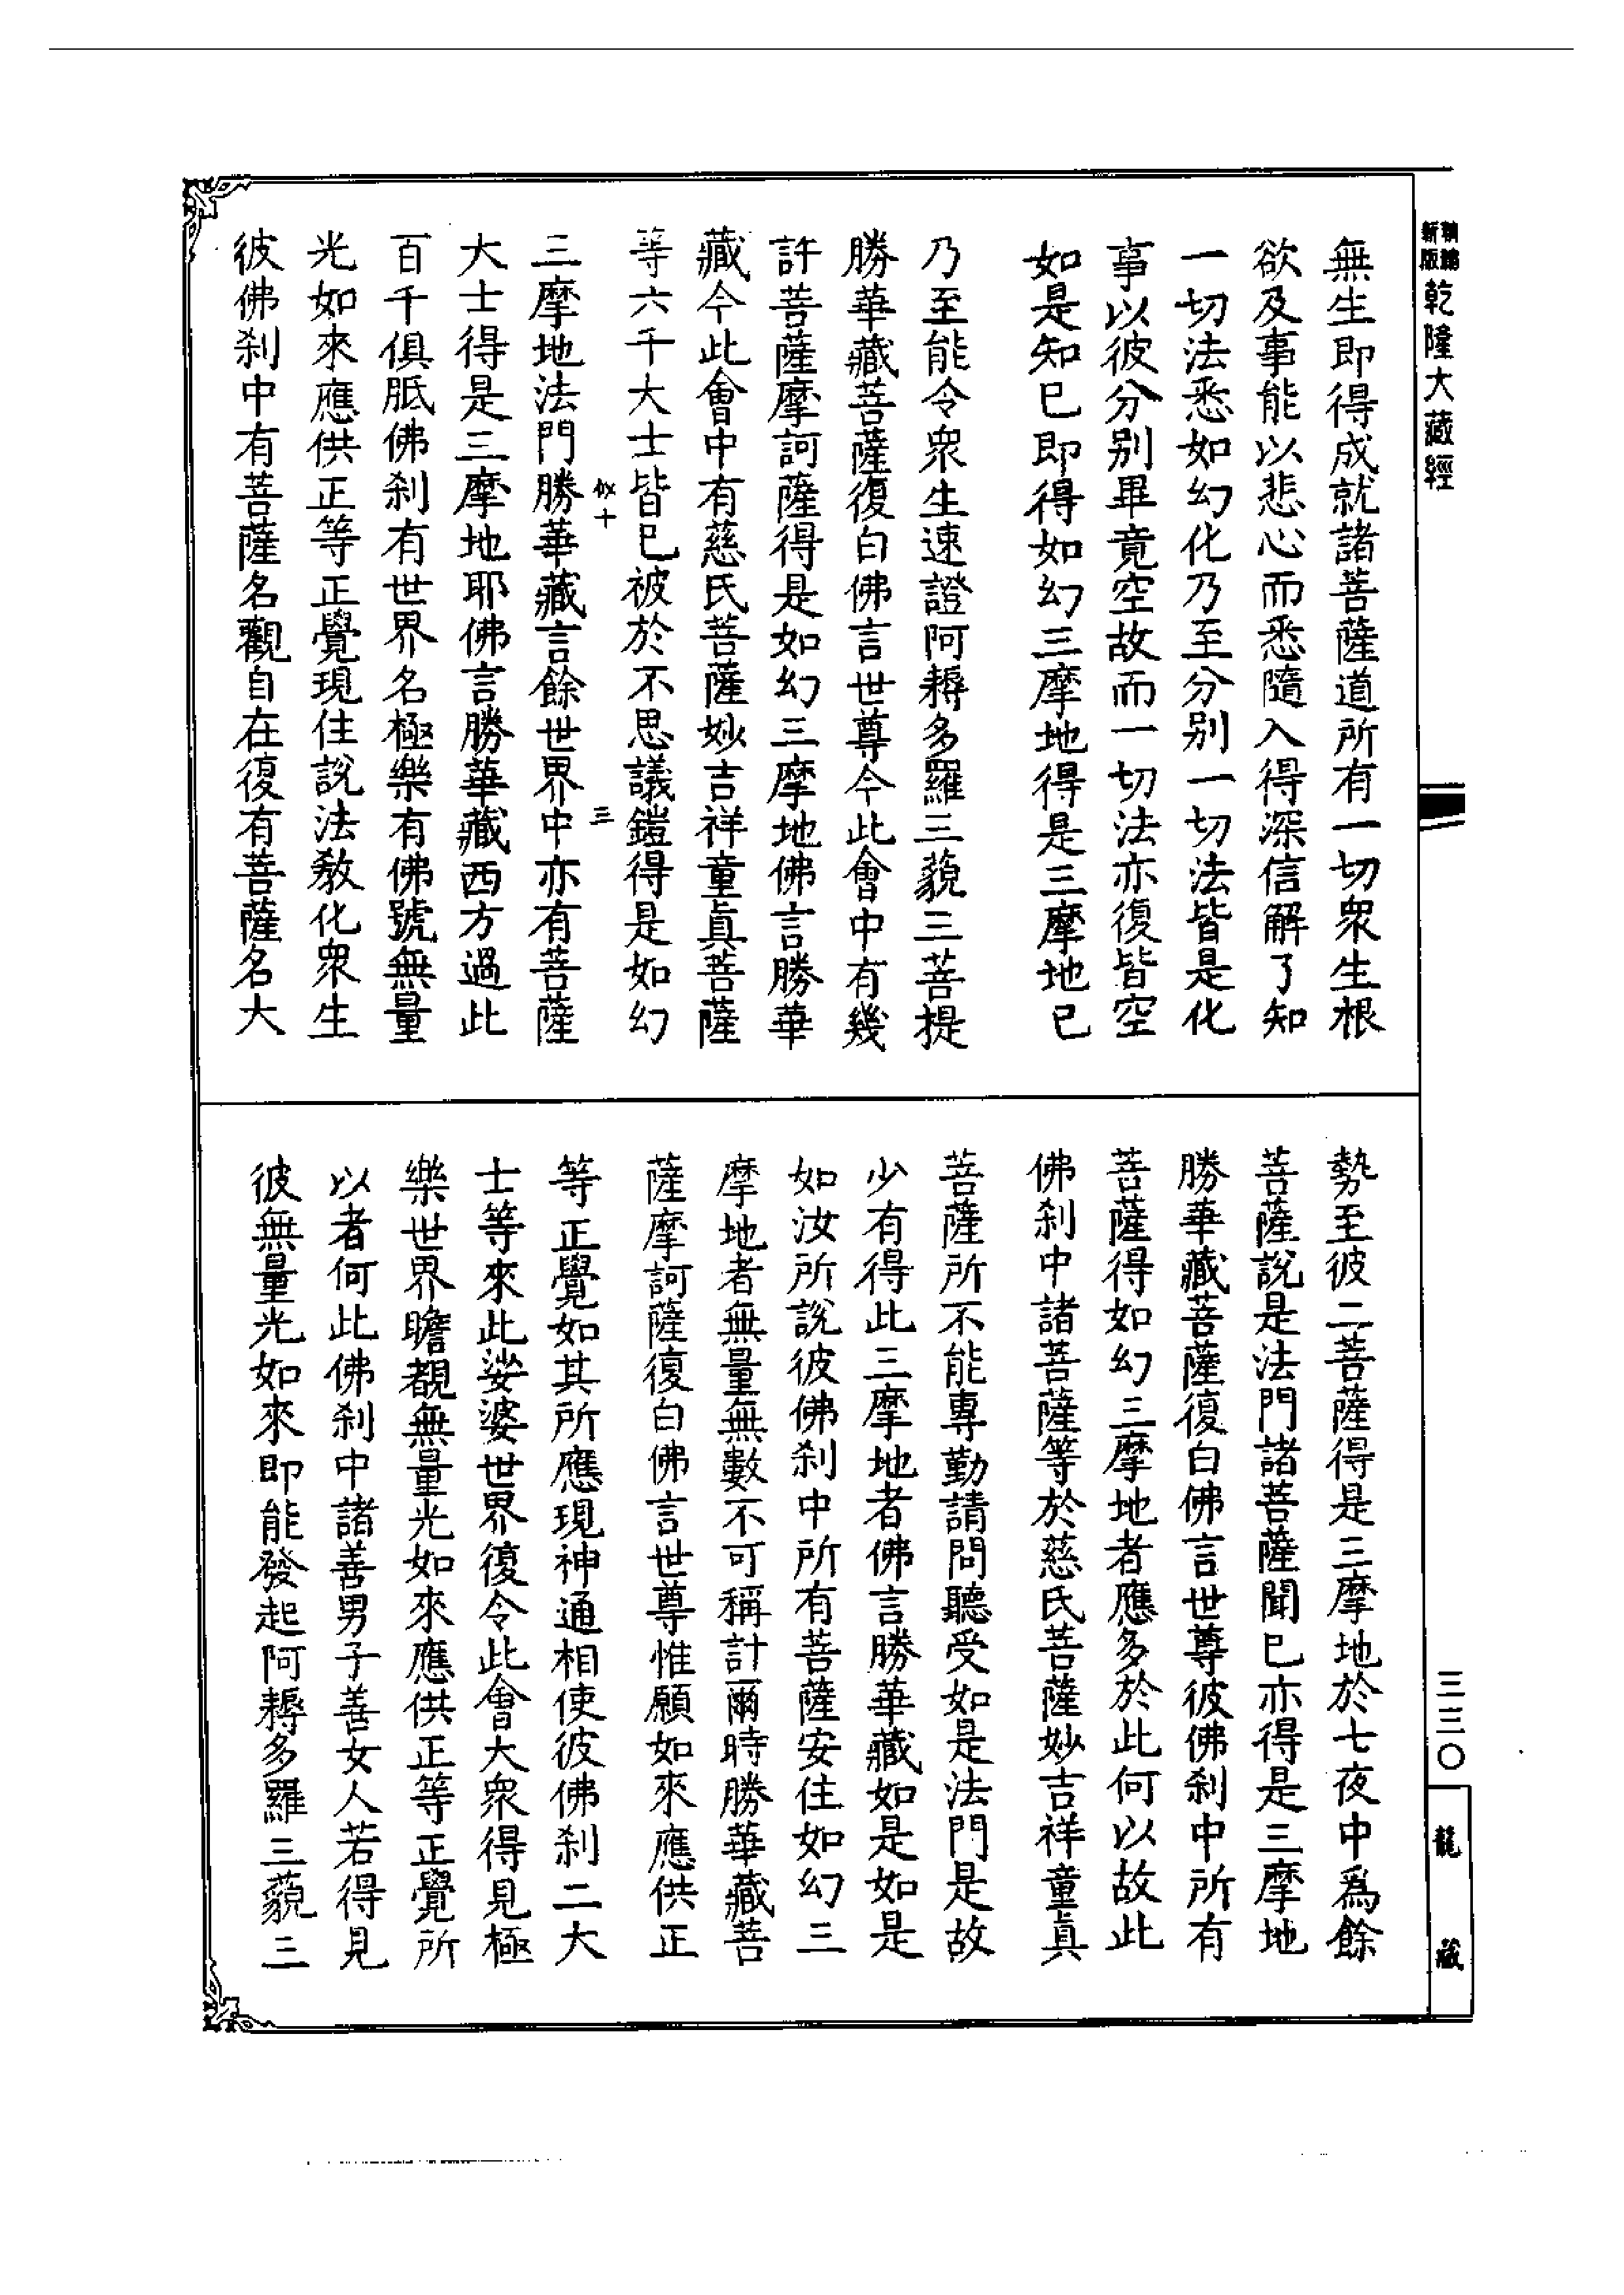 乾隆大藏經
無生即得成就諸菩薩道所有一切眾生根
欲及事能以悲心而悉隨入得深信解了知
一切法悉如幻化乃至分別一切法皆是化
事以彼分別畢竟空故而一切法亦復皆空
如是知已即得如幻三摩地得是三摩地已
乃至能令眾生速證阿耨多羅三藐三菩提
勝華藏菩薩復白佛言世尊今此會中有幾
許菩薩摩訶薩得是如幻三摩地佛言勝華
藏今此會中有慈氏菩薩妙吉祥童真菩薩
等六千大士皆已被於不思議鎧得是如幻
三摩地法門勝華藏言餘世界中亦有菩薩
大士得是三摩地耶佛言勝華藏西方過此
百千俱胝佛剎有世界名極樂有佛號無量
光如來應供正等正覺現住說法教化眾生
彼佛剎中有菩薩名觀自在復有菩薩名大
勢至彼二菩薩得是三摩地於七夜中為餘
菩薩說是法門諸菩薩聞已亦得是三摩地
勝華藏菩薩復白佛言世尊彼佛剎中所有
菩薩得如幻三摩地者應多於此何以故此
佛剎中諸菩薩等於慈氏菩薩妙吉祥童真
菩薩所不能專勤請問聽受如是法門是故
少有得此三摩地者佛言勝華藏如是如是
如汝所說彼佛剎中所有菩薩安住如幻三
摩地者無量無數不可稱計爾時勝華藏菩
薩摩訶薩復白佛言世尊惟願如來應供正
等正覺如其所應現神通相使彼佛剎二大
士等來此娑婆世界復令此會大眾得見極
樂世界瞻覩無量光如來應供正等正覺所
以者何此佛剎中諸善男子善女人若得見
彼無量光如來即能發起阿耨多羅三藐三
三三〇
龍藏